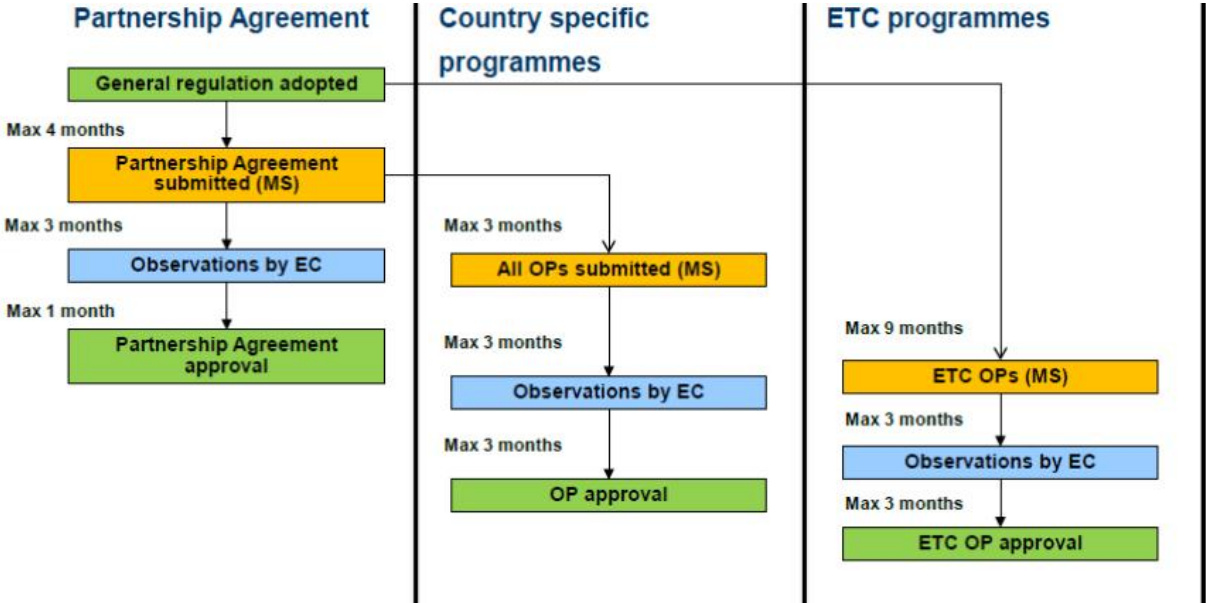 Partnership Agreement
General regulation adopted
Max 4 months
Partnership Agreement
submitted (MS)
Max 3 months
Observations by EC
Max 1 month
Partnership Agreement
approval
Country specific
programmes
Max 3 months
All OPs submitted (MS)
Max 3 months
Observations by EC
Max 3 months
OP approval
ETC programmes
Max 9 months
ETC OPs (MS)
Max 3 months
Observations by EC
Max 3 months
ETC OP approval